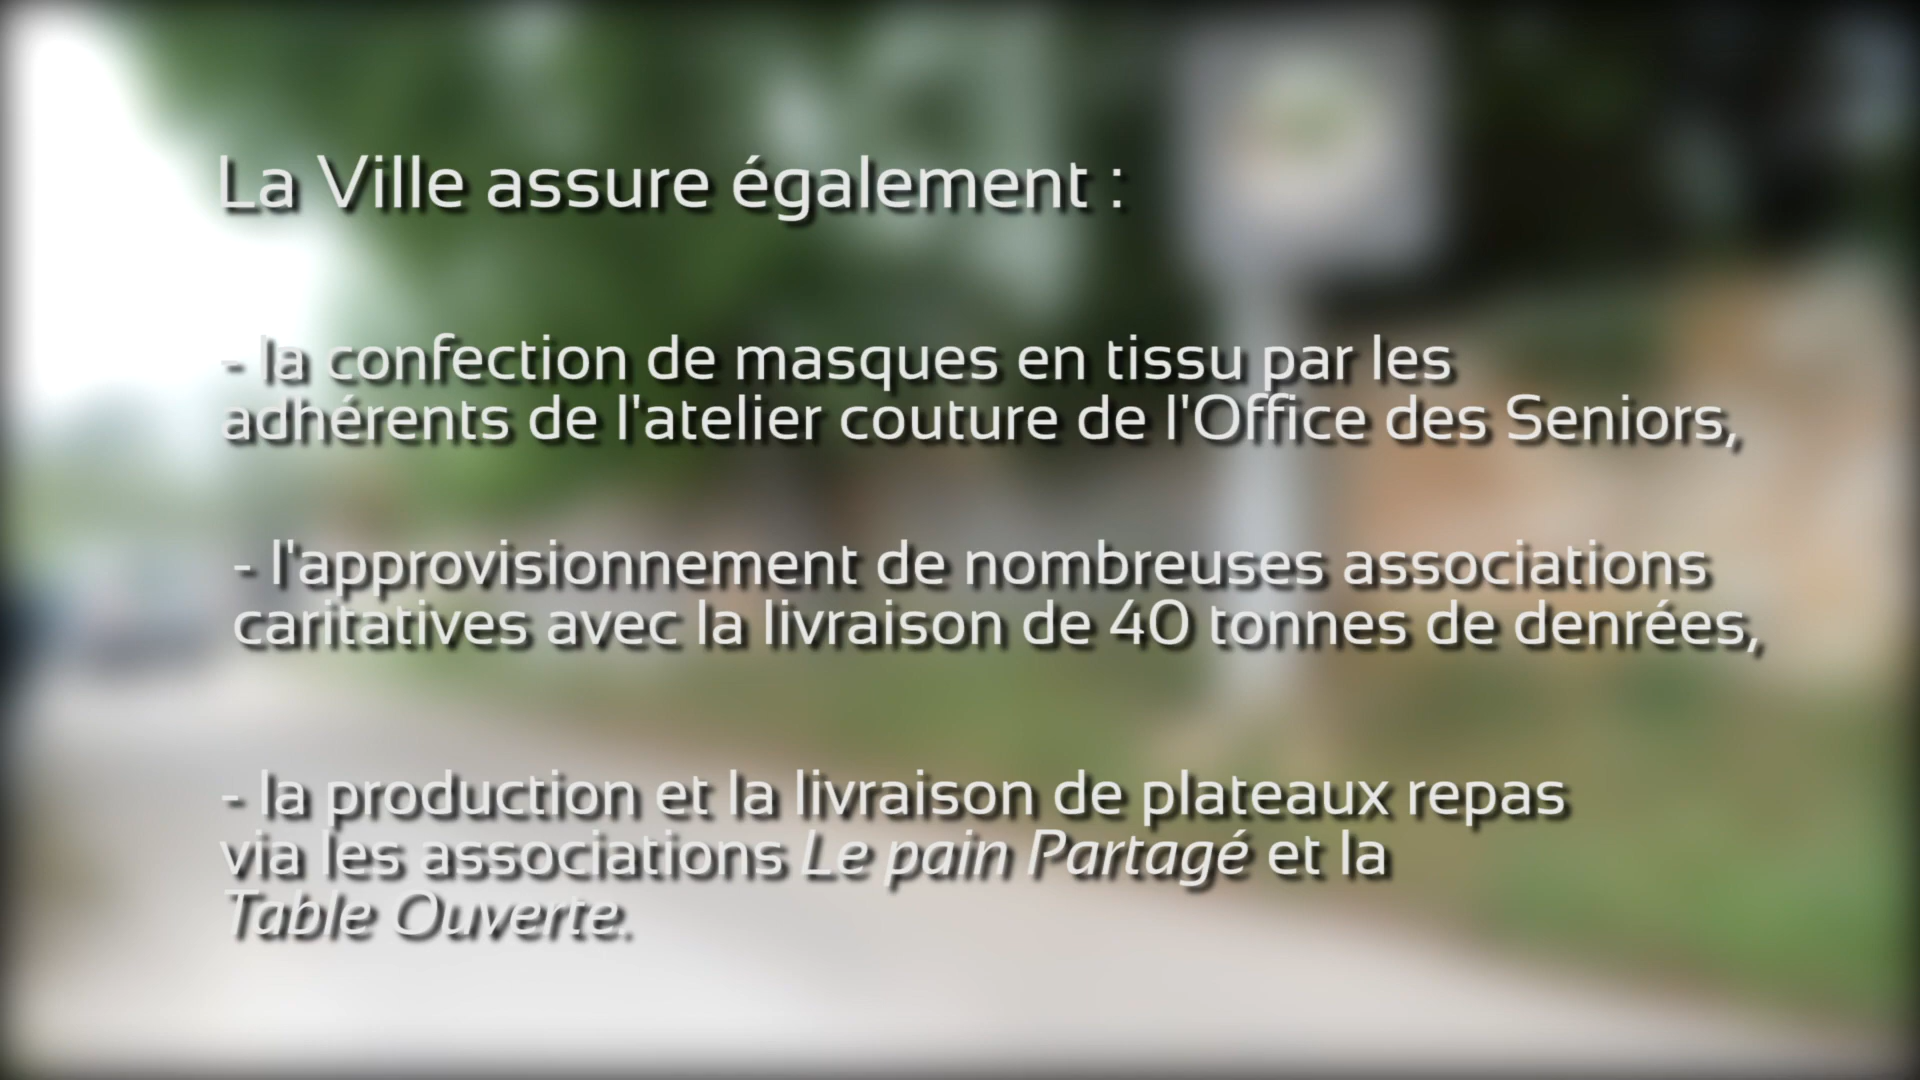 La Ville assure également :
- la confection de masques en tissu par les
adhérents de l'atelier couture de l'Office des Seniors,
- l'approvisionnement de nombreuses associations
caritatives avec la livraison de 40 tonnes de denrées,
- la production et la livraison de plateaux repas
via les associations Le pain Partagé et la
Table Ouverte.